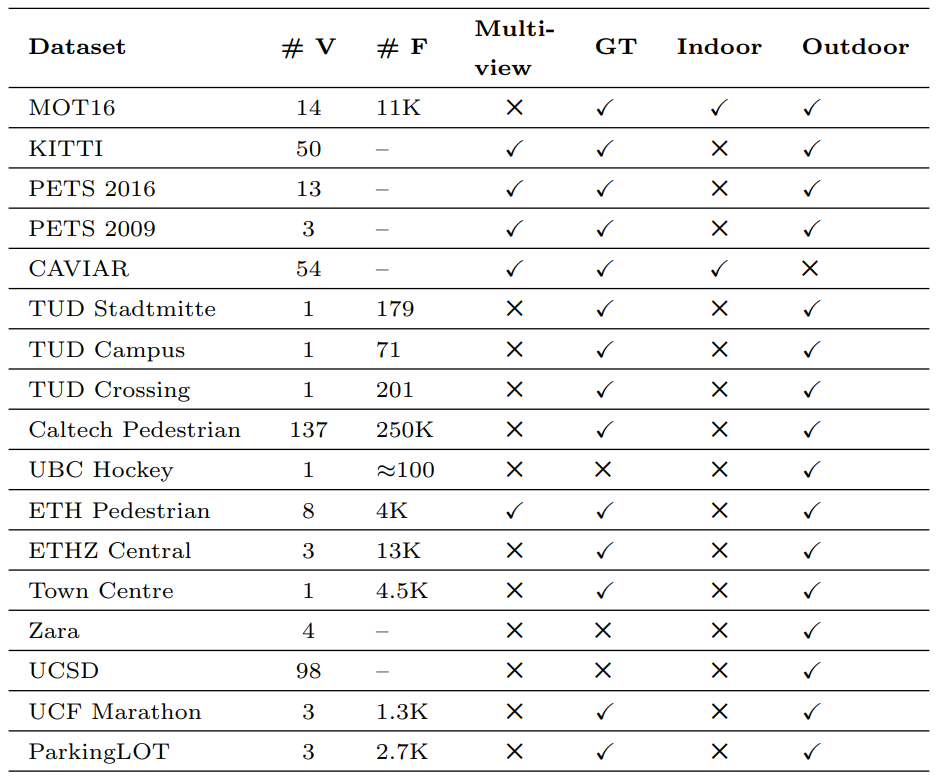 Dataset # V # F Multi-view GT Indoor Outdoor
MOT16 14 11K × ✓ ✓ ✓
KITTI 50 – ✓ ✓ × ✓
PETS 2016 13 – ✓ ✓ × ✓
PETS 2009 3 – ✓ ✓ × ✓
CAVIAR 54 – ✓ ✓ ✓ ×
TUD Stadtmitte 1 179 × ✓ × ✓
TUD Campus 1 71 × ✓ × ✓
TUD Crossing 1 201 × ✓ × ✓
Caltech Pedestrian 137 250K × ✓ × ✓
UBC Hockey 1 ≈100 × × × ✓
ETH Pedestrian 8 4K ✓ ✓ × ✓
ETHZ Central 3 13K × ✓ × ✓
Town Centre 1 4.5K × ✓ × ✓
Zara 4 – × × × ✓
UCSD 98 – × × × ✓
UCF Marathon 3 1.3K × ✓ × ✓
ParkingLOT 3 2.7K × ✓ × ✓